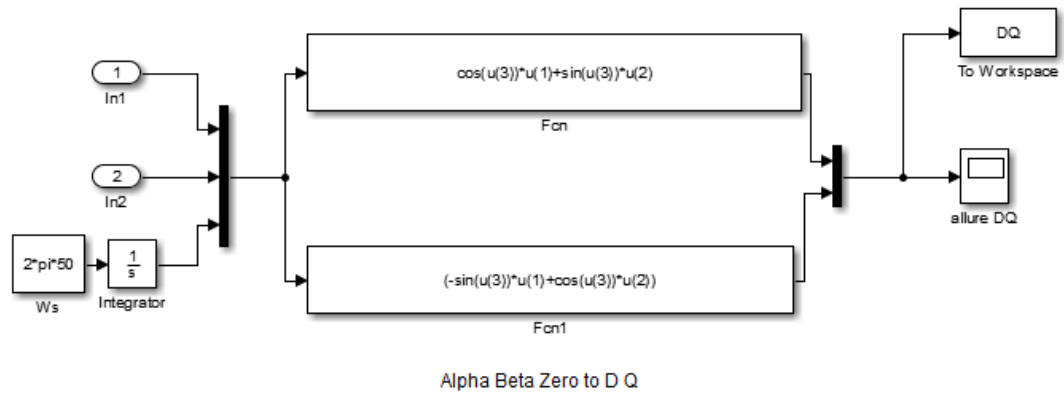 DQ
To Workspace
1
In1
cos(u(3))*u(1)+sin(u(3))*u(2)
Fcn
2
In2
allure DQ
2*pi*50
Ws
1
s
Integrator
(-sin(u(3))*u(1)+cos(u(3))*u(2))
Fcn1
Alpha Beta Zero to D Q